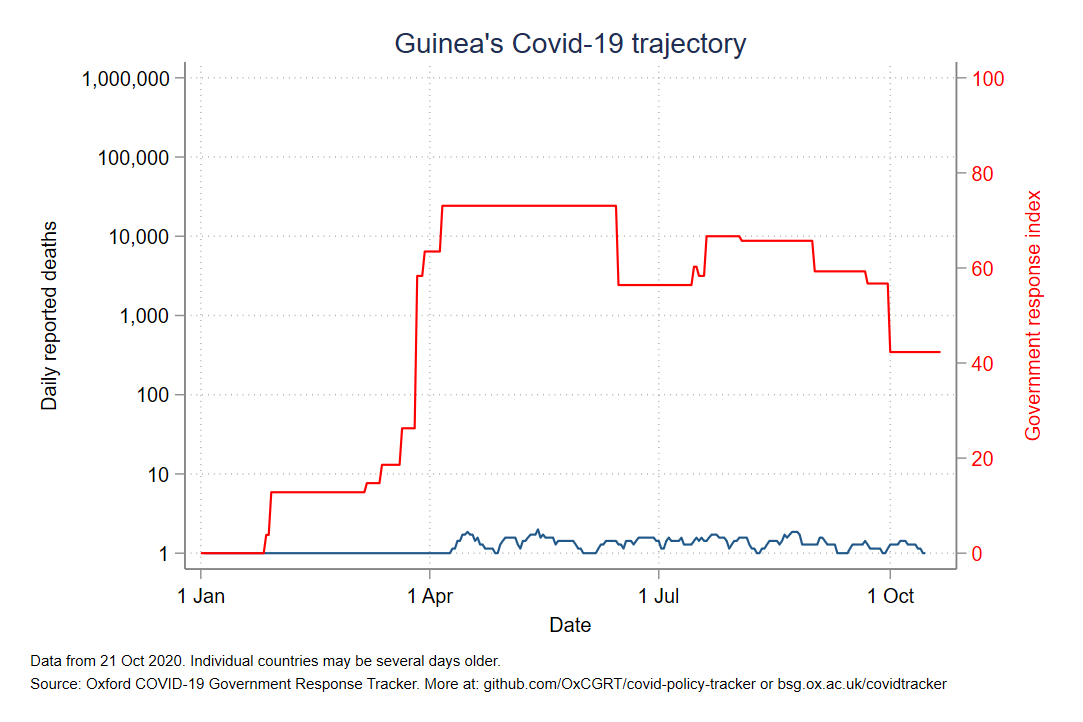 Guinea's Covid-19 trajectory
1,000,000
100,000
10,000
1,000
100
10
1
Daily reported deaths
100
80
60
40
20
0
Government response index
1 Jan
1 Apr
1 Jul
1 Oct
Date
Data from 21 Oct 2020. Individual countries may be several days older.
Source: Oxford COVID-19 Government Response Tracker. More at: github.com/OxCGRT/covid-policy-tracker or bsg.ox.ac.uk/covidtracker